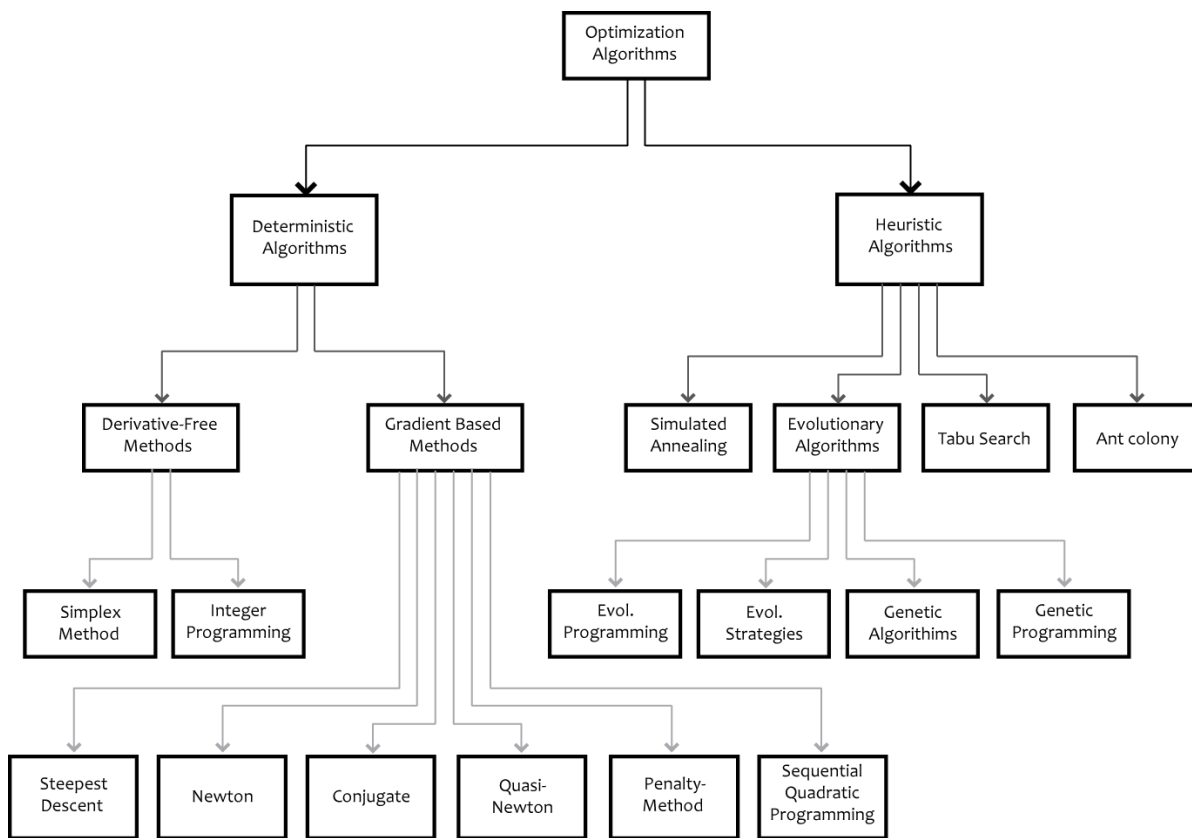 Optimization
Algorithms
Deterministic
Algorithms
Heuristic
Algorithms
Derivative-Free
Methods
Gradient Based
Methods
Simulated
Annealing
Evolutionary
Algorithms
Tabu Search
Ant colony
Simplex
Method
Integer
Programming
Evol.
Programming
Evol.
Strategies
Genetic
Algorithims
Genetic
Programming
Steepest
Descent
Newton
Conjugate
Quasi-
Newton
Penalty-
Method
Sequential
Quadratic
Programming